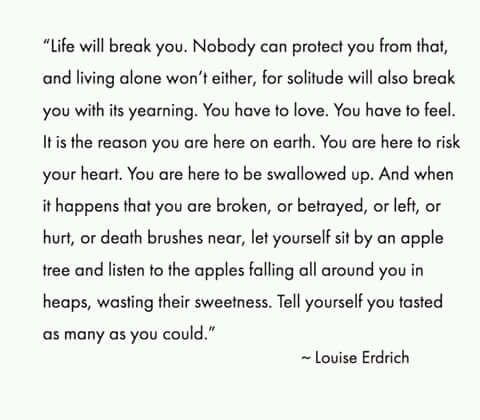 “Life will break you. Nobody can protect you from that,
and living alone won’t either, for solitude will also break
you with its yearning. You have to love. You have to feel.
It is the reason you are here on earth. You are here to risk
your heart. You are here to be swallowed up. And when
it happens that you are broken, or betrayed, or left, or
hurt, or death brushes near, let yourself sit by an apple
tree and listen to the apples falling all around you in
heaps, wasting their sweetness. Tell yourself you tasted
as many as you could.”
~ Louise Erdrich